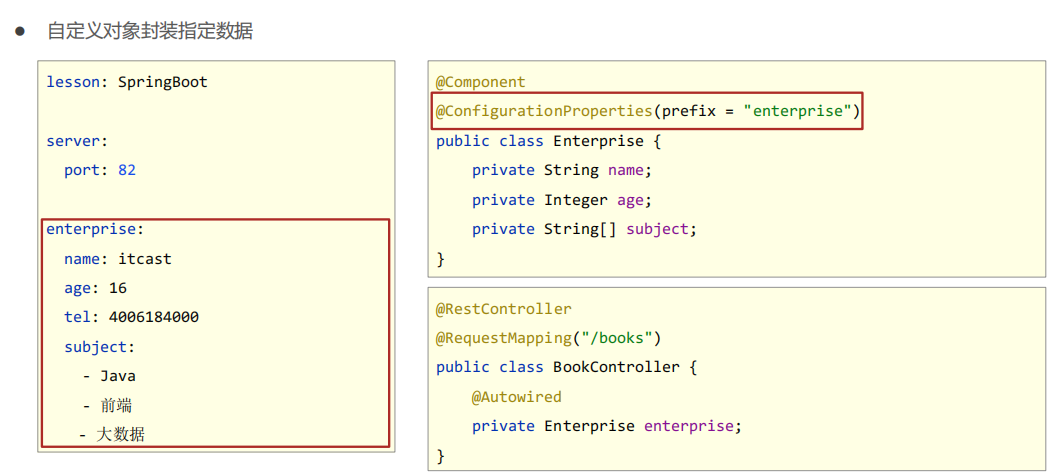 ● 自定义对象封装指定数据
lesson: SpringBoot
server:
  port: 82
enterprise:
  name: itcast
  age: 16
  tel: 4006184000
  subject:
    - Java
    - 前端
    - 大数据
@Component
@ConfigurationProperties(prefix = "enterprise")
public class Enterprise {
    private String name;
    private Integer age;
    private String[] subject;
}
@RestController
@RequestMapping("/books")
public class BookController {
    @Autowired
    private Enterprise enterprise;
}